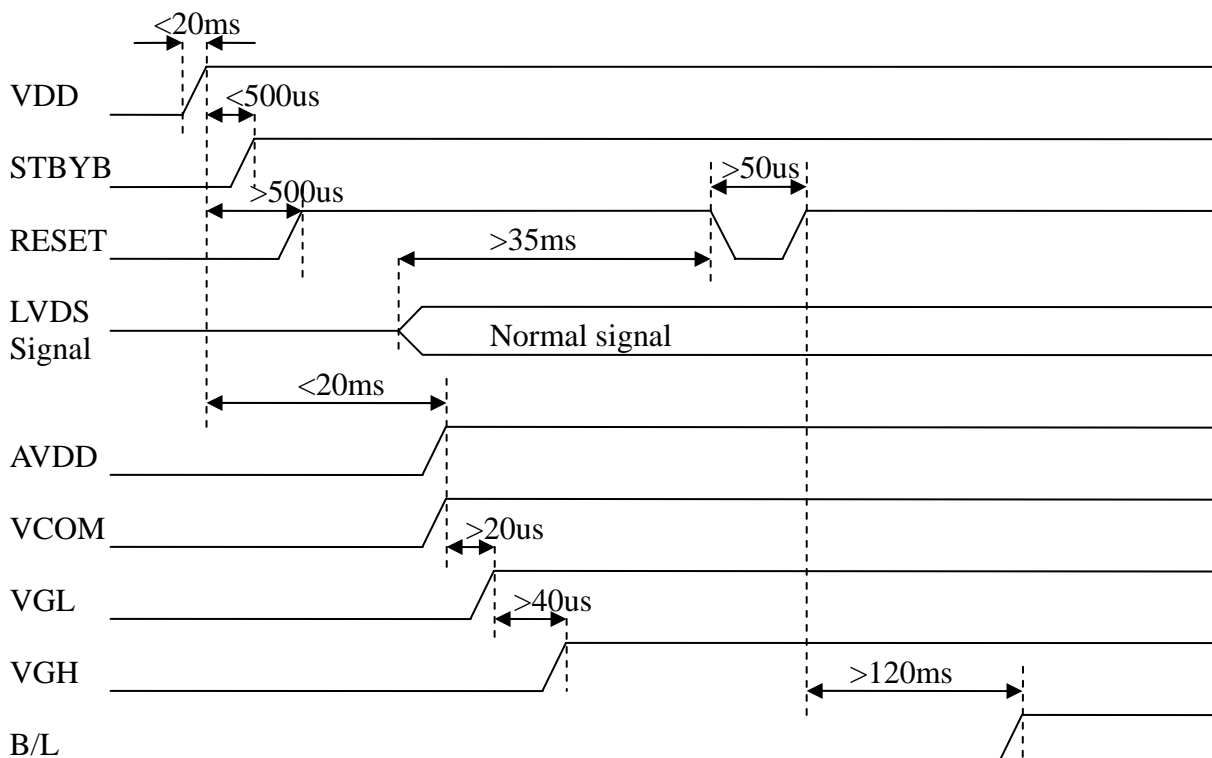 <20ms
VDD
<500us
STBYB
>500us
>50us
RESET
>35ms
LVDS
Signal
Normal signal
<20ms
AVDD
VCOM
>20us
VGL
>40us
VGH
>120ms
B/L